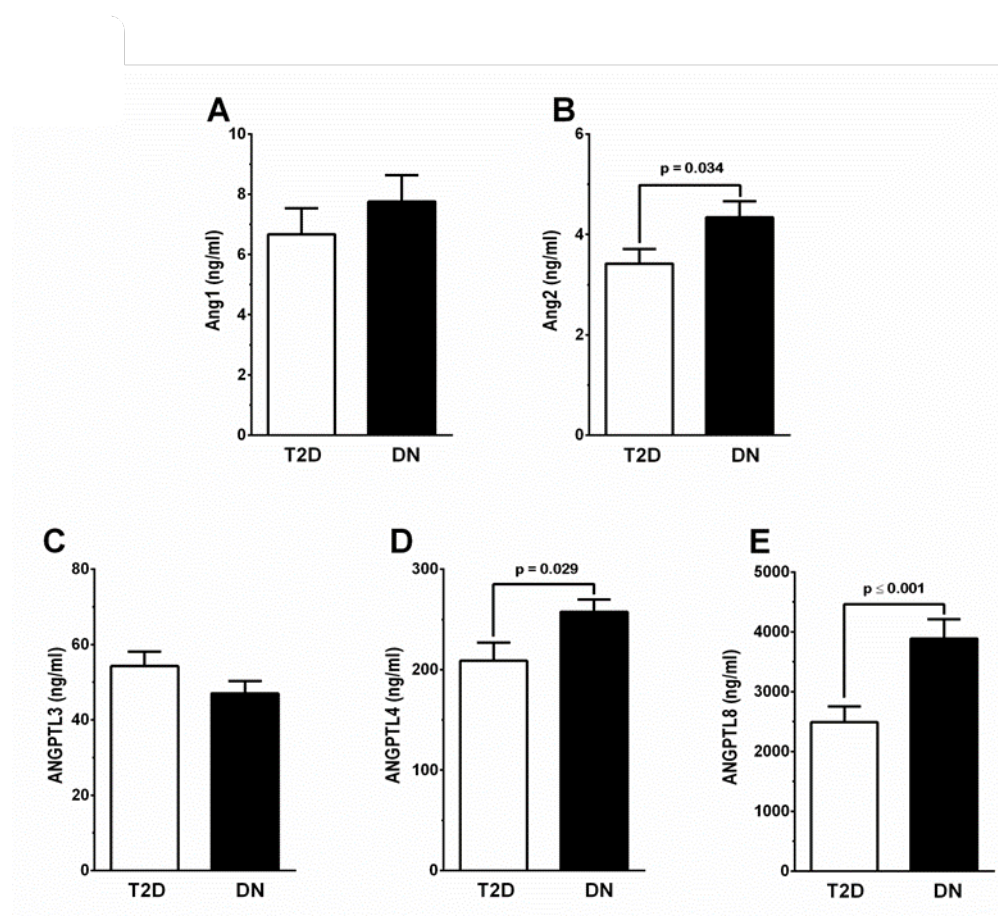 A
Ang1 (ng/ml)
10
8
6
4
2
0
T2D
DN
B
Ang2 (ng/ml)
6
4
2
0
p = 0.034
T2D
DN
C
ANGPTL3 (ng/ml)
80
60
40
20
0
T2D
DN
D
ANGPTL4 (ng/ml)
300
200
100
0
p = 0.029
T2D
DN
E
ANGPTL8 (ng/ml)
5000
4000
3000
2000
1000
0
p ≤ 0.001
T2D
DN